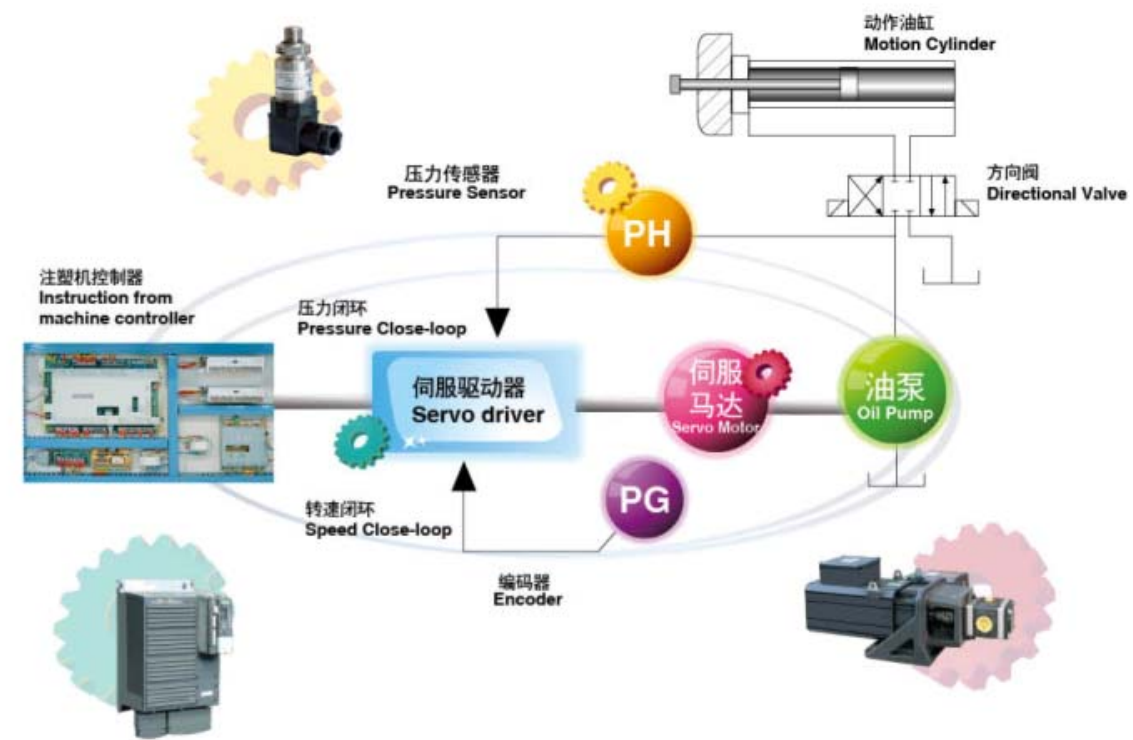 动作油缸
Motion Cylinder
压力传感器
Pressure Sensor
方向阀
Directional Valve
PH
注塑机控制器
Instruction from
machine controller
压力闭环
Pressure Close-loop
伺服驱动器
Servo driver
伺服
马达
Servo Motor
油泵
Oil Pump
PG
转速闭环
Speed Close-loop
编码器
Encoder